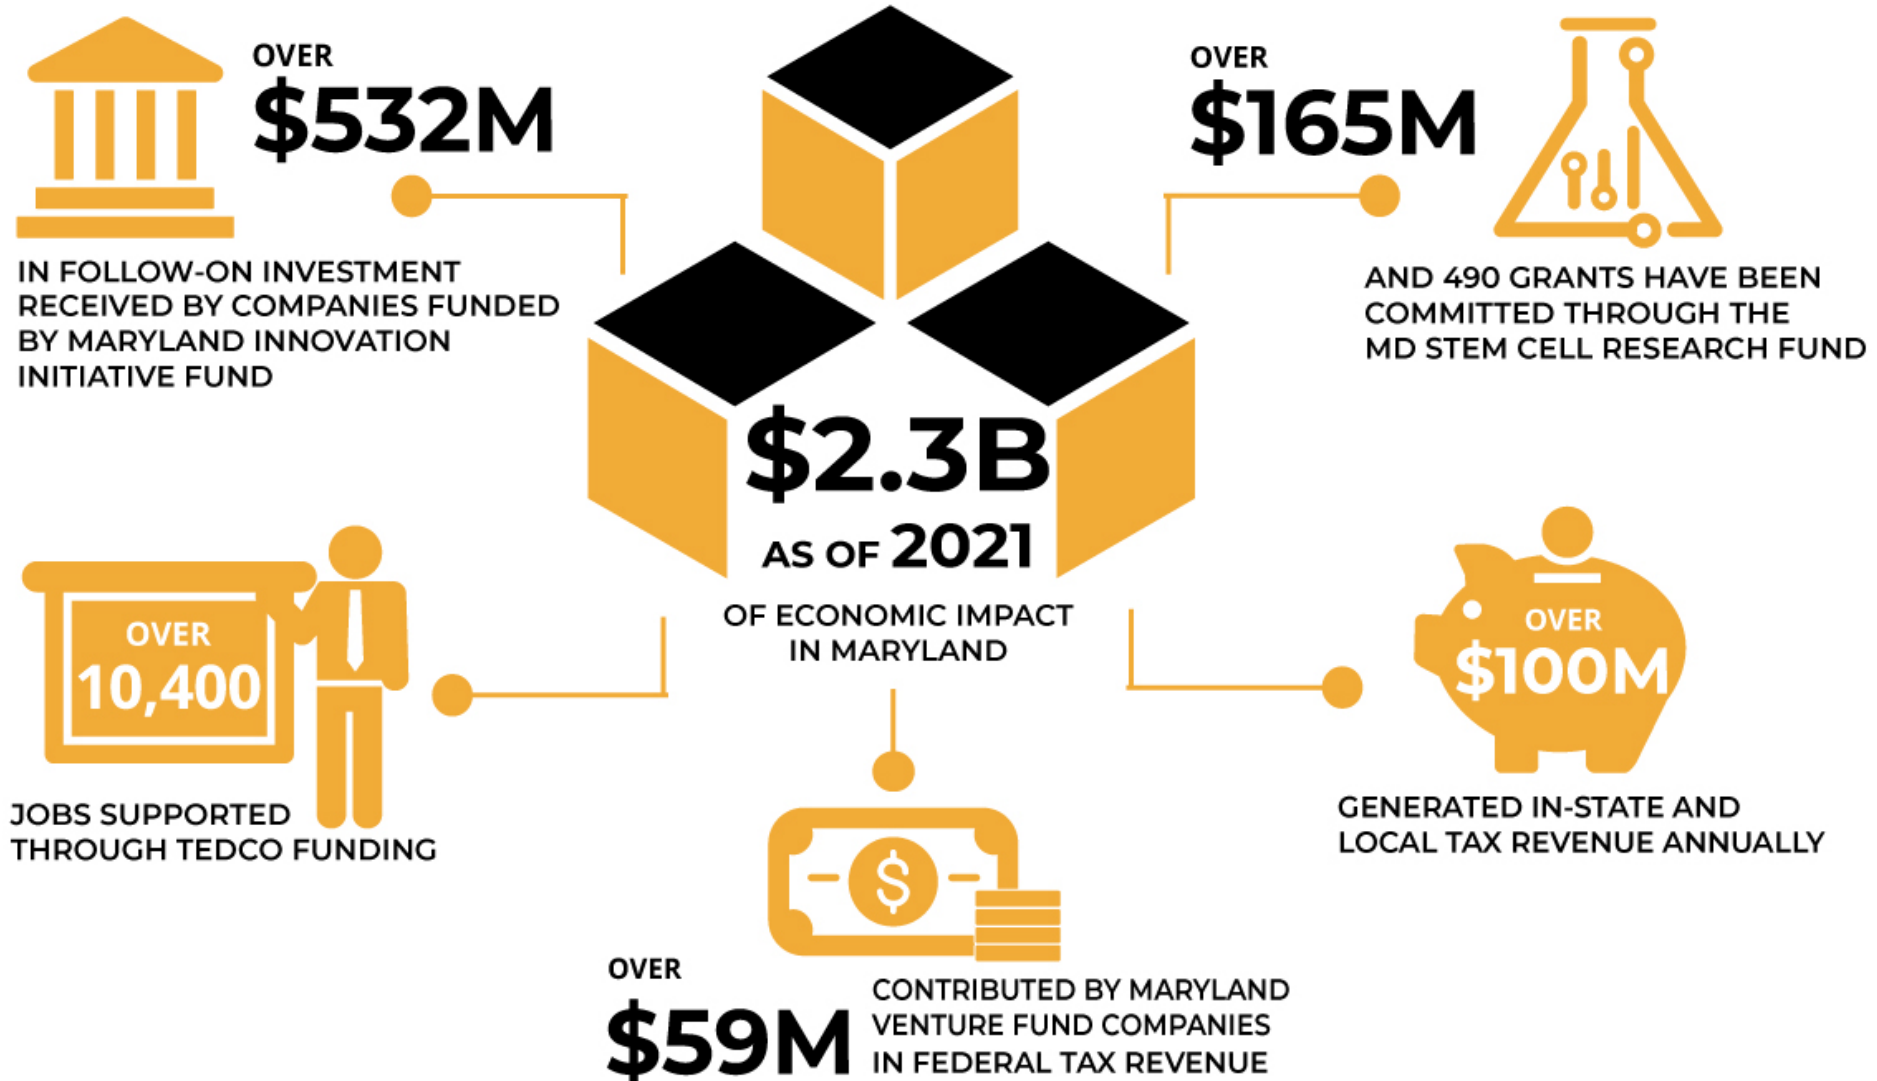 OVER
$532M
IN FOLLOW-ON INVESTMENT
RECEIVED BY COMPANIES FUNDED
BY MARYLAND INNOVATION
INITIATIVE FUND
OVER
$165M
AND 490 GRANTS HAVE BEEN
COMMITTED THROUGH THE
MD STEM CELL RESEARCH FUND
$2.3B
AS OF 2021
OF ECONOMIC IMPACT
IN MARYLAND
OVER
10,400
JOBS SUPPORTED
THROUGH TEDCO FUNDING
OVER
$100M
GENERATED IN-STATE AND
LOCAL TAX REVENUE ANNUALLY
$
OVER
$59M
CONTRIBUTED BY MARYLAND
VENTURE FUND COMPANIES
IN FEDERAL TAX REVENUE